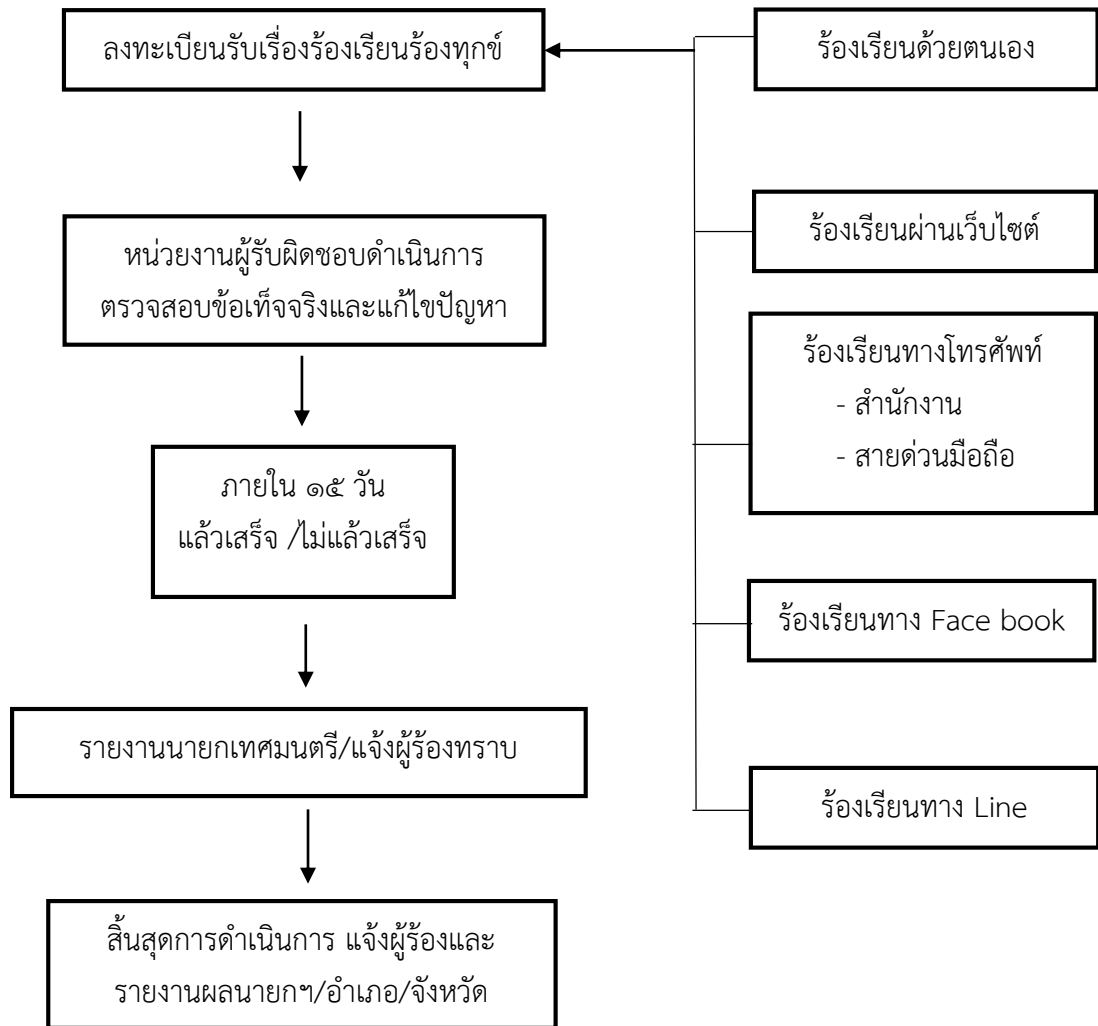 ลงทะเบียนรับเรื่องร้องเรียนร้องทุกข์
หน่วยงานผู้รับผิดชอบดำเนินการ
ตรวจสอบข้อเท็จจริงและแก้ไขปัญหา
ภายใน ๑๕ วัน
แล้วเสร็จ /ไม่แล้วเสร็จ
รายงานนายกเทศมนตรี/แจ้งผู้ร้องทราบ
สิ้นสุดการดำเนินการ แจ้งผู้ร้องและ
รายงานผลนายกฯ/อำเภอ/จังหวัด
ร้องเรียนด้วยตนเอง
ร้องเรียนผ่านเว็บไซต์
ร้องเรียนทางโทรศัพท์
- สำนักงาน
- สายด่วนมือถือ
ร้องเรียนทาง Face book
ร้องเรียนทาง Line